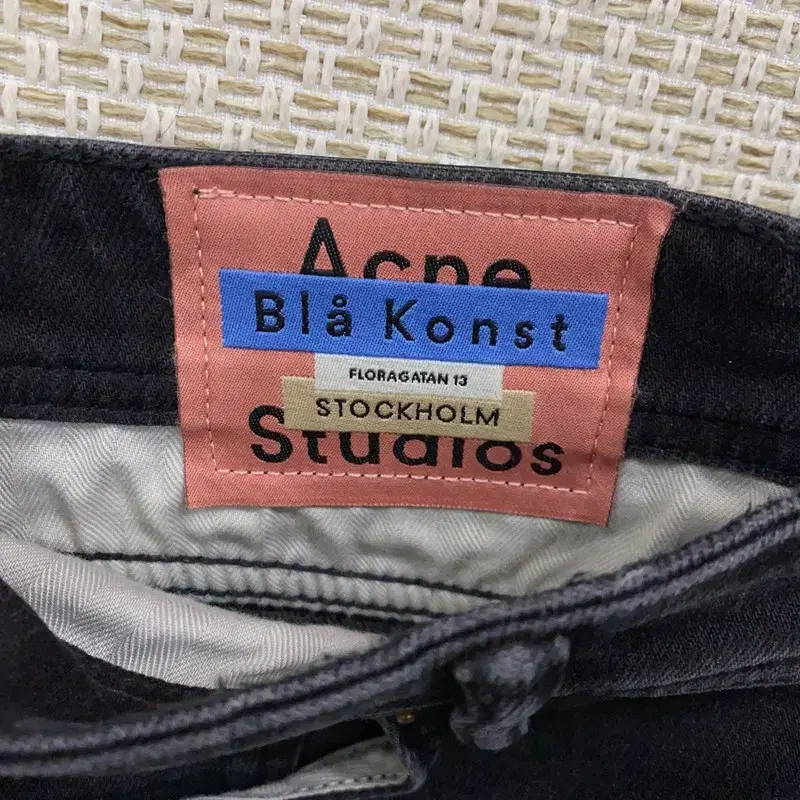 Acne
Blå Konst
FLORAGATAN 13
STOCKHOLM
Studios